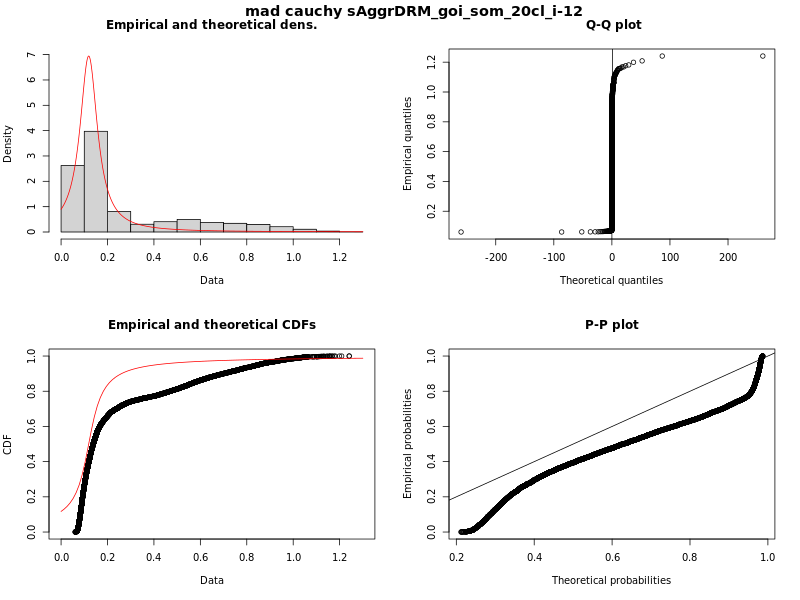 mad cauchy sAggrDRM_goi_som_20cl_i-12
Empirical and theoretical dens.
Density
0 1 2 3 4 5 6 7
0.0 0.2 0.4 0.6 0.8 1.0 1.2
Data
Q-Q plot
Empirical quantiles
0.2 0.4 0.6 0.8 1.0 1.2
-200 -100 0 100 200
Theoretical quantiles
Empirical and theoretical CDFs
CDF
0.0 0.2 0.4 0.6 0.8 1.0
0.0 0.2 0.4 0.6 0.8 1.0 1.2
Data
P-P plot
Empirical probabilities
0.0 0.2 0.4 0.6 0.8 1.0
0.2 0.4 0.6 0.8 1.0
Theoretical probabilities